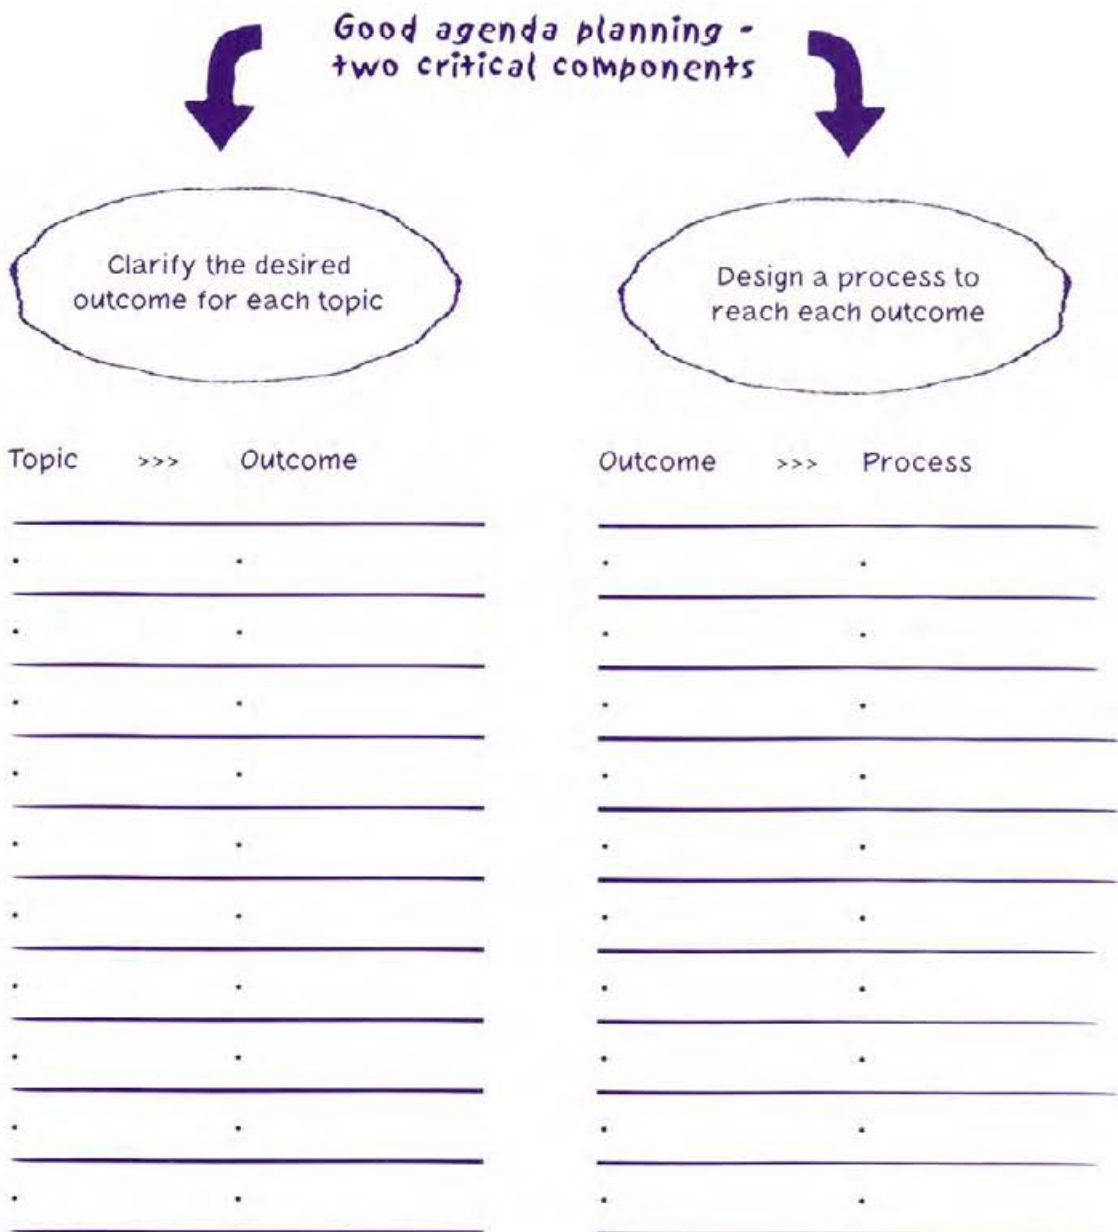 Good agenda planning -
two critical components
Clarify the desired
outcome for each topic
Design a process to
reach each outcome
Topic >>> Outcome
Outcome >>> Process